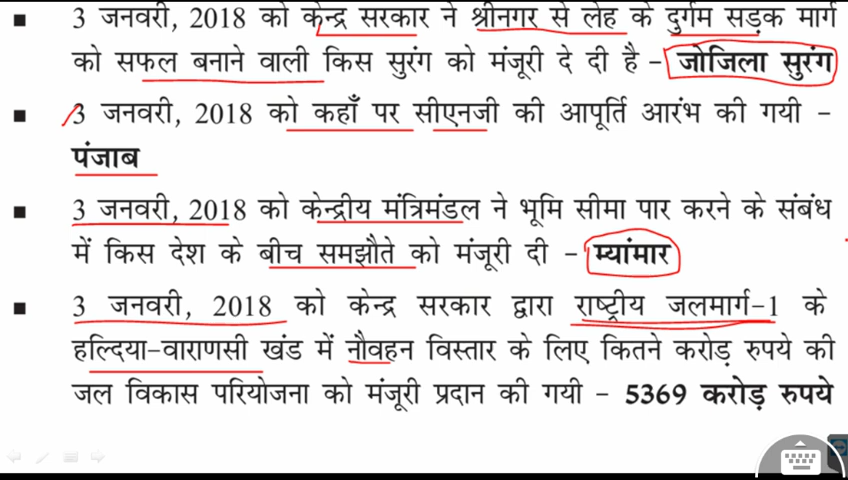 ▪ 3 जनवरी, 2018 को केन्द्र सरकार ने श्रीनगर से लेह के दुर्गम सड़क मार्ग
को सफल बनाने वाली किस सुरंग को मंजूरी दे दी है – जोजिला सुरंग
▪ 3 जनवरी, 2018 को कहाँ पर सीएनजी की आपूर्ति आरंभ की गयी –
पंजाब
▪ 3 जनवरी, 2018 को केन्द्रीय मंत्रिमंडल ने भूमि सीमा पार करने के संबंध
में किस देश के बीच समझौते को मंजूरी दी – म्यांमार
▪ 3 जनवरी, 2018 को केन्द्र सरकार द्वारा राष्ट्रीय जलमार्ग-1 के
हल्दिया-वाराणसी खंड में नौवहन विस्तार के लिए कितने करोड़ रुपये की
जल विकास परियोजना को मंजूरी प्रदान की गयी – 5369 करोड़ रुपये